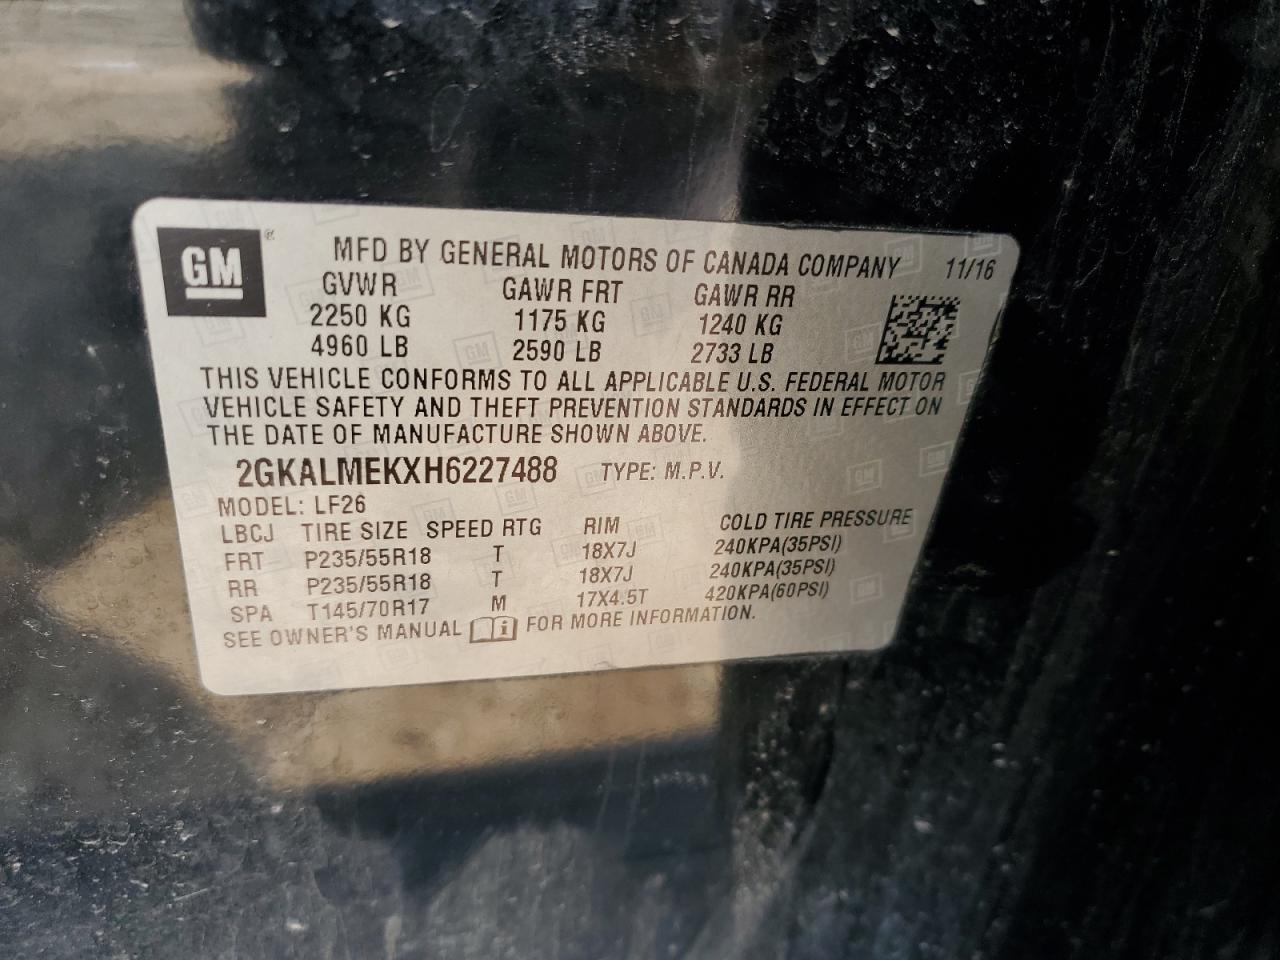 GM ® MFD BY GENERAL MOTORS OF CANADA COMPANY 11/16
GVWR GAWR FRT GAWR RR
2250 KG 1175 KG 1240 KG
4960 LB 2590 LB 2733 LB
THIS VEHICLE CONFORMS TO ALL APPLICABLE U.S. FEDERAL MOTOR
VEHICLE SAFETY AND THEFT PREVENTION STANDARDS IN EFFECT ON
THE DATE OF MANUFACTURE SHOWN ABOVE.
2GKALMEKXH6227488 TYPE: M.P.V.
MODEL: LF26
LBCJ TIRE SIZE SPEED RTG RIM COLD TIRE PRESSURE
FRT P235/55R18 T 18X7J 240KPA(35PSI)
RR P235/55R18 T 18X7J 240KPA(35PSI)
SPA T145/70R17 M 17X4.5T 420KPA(60PSI)
SEE OWNER'S MANUAL i FOR MORE INFORMATION.